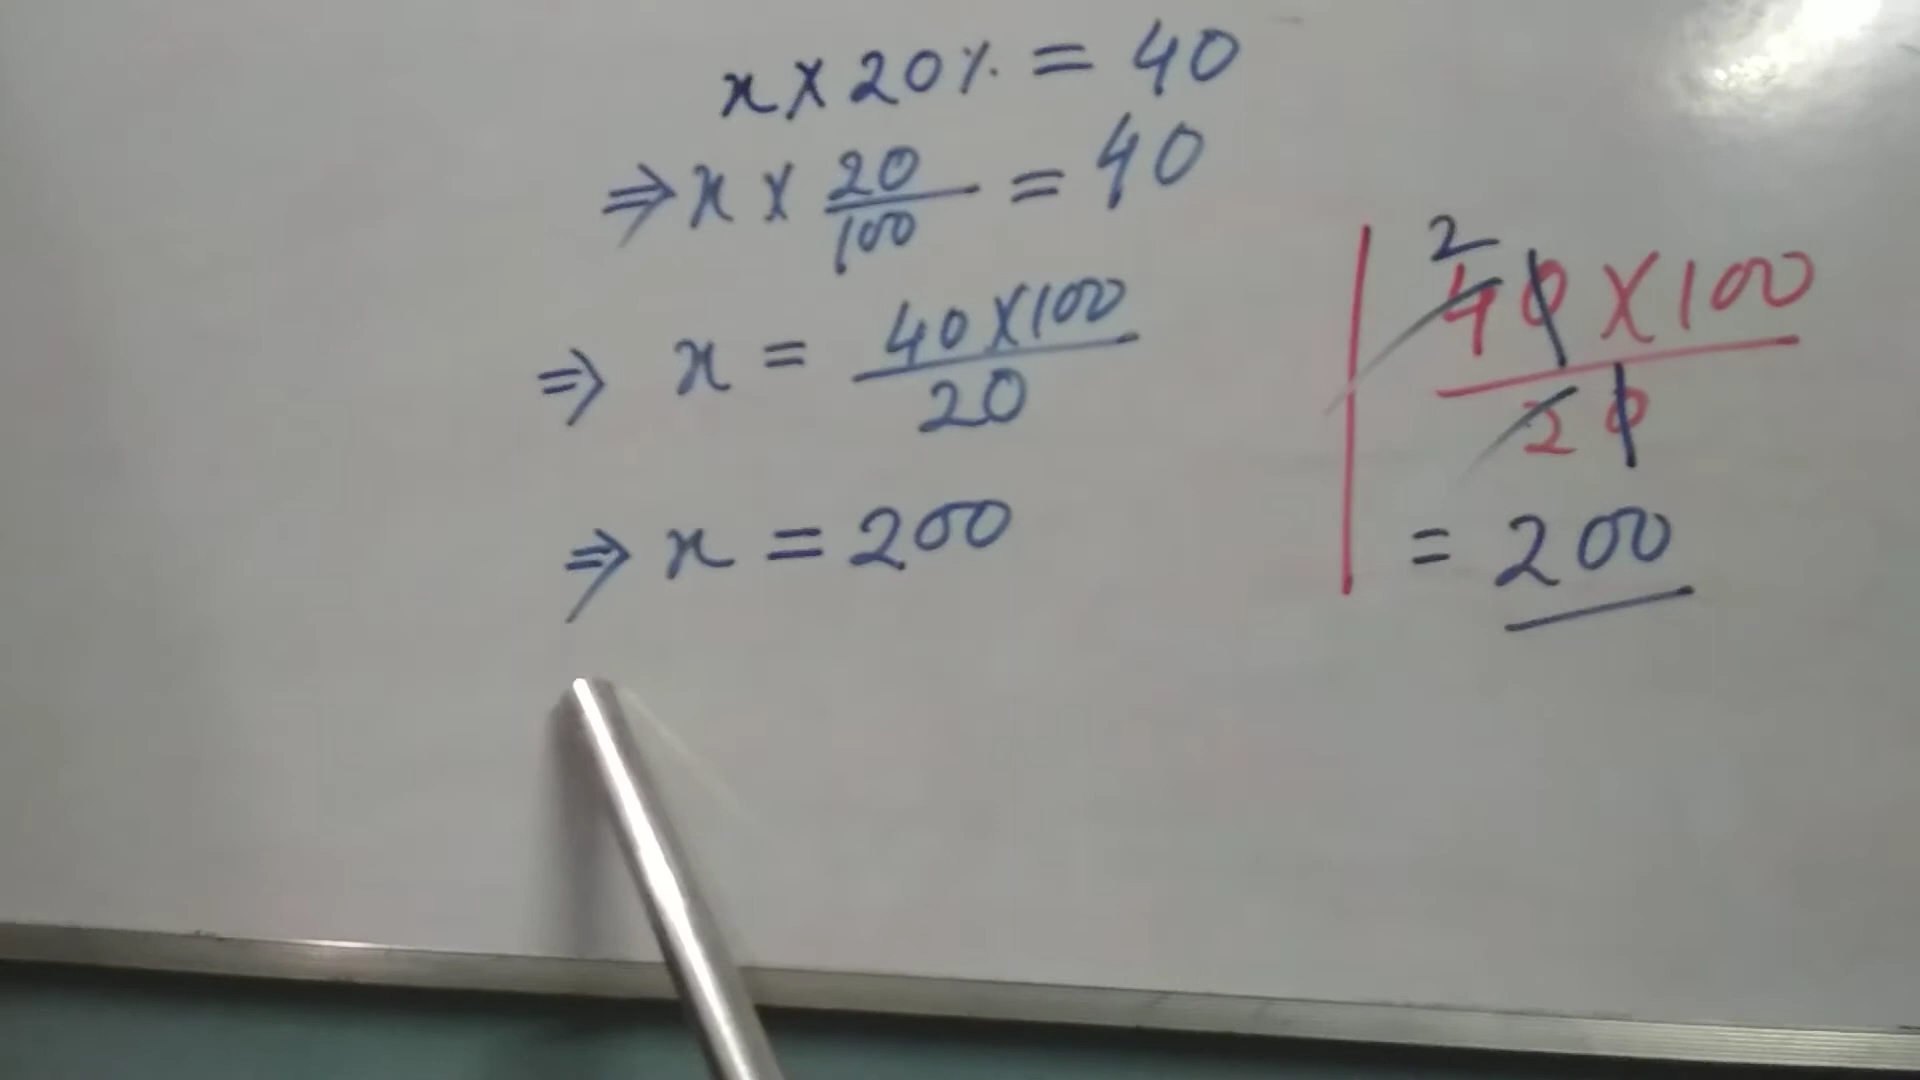 x × 20% = 40
⇒ x × 20/100 = 40
⇒ x = 40×100/20
⇒ x = 200
2
40 × 100
20
= 200